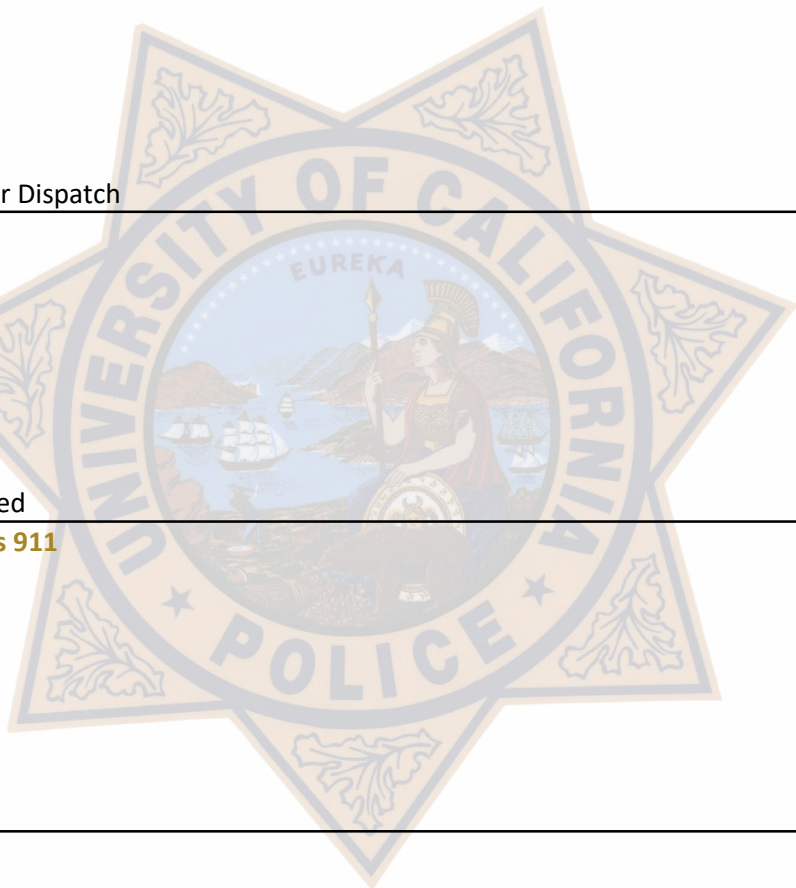 r Dispatch
UNIVERSITY OF CALIFORNIA
EUREKA
ed
s 911
★ POLICE ★